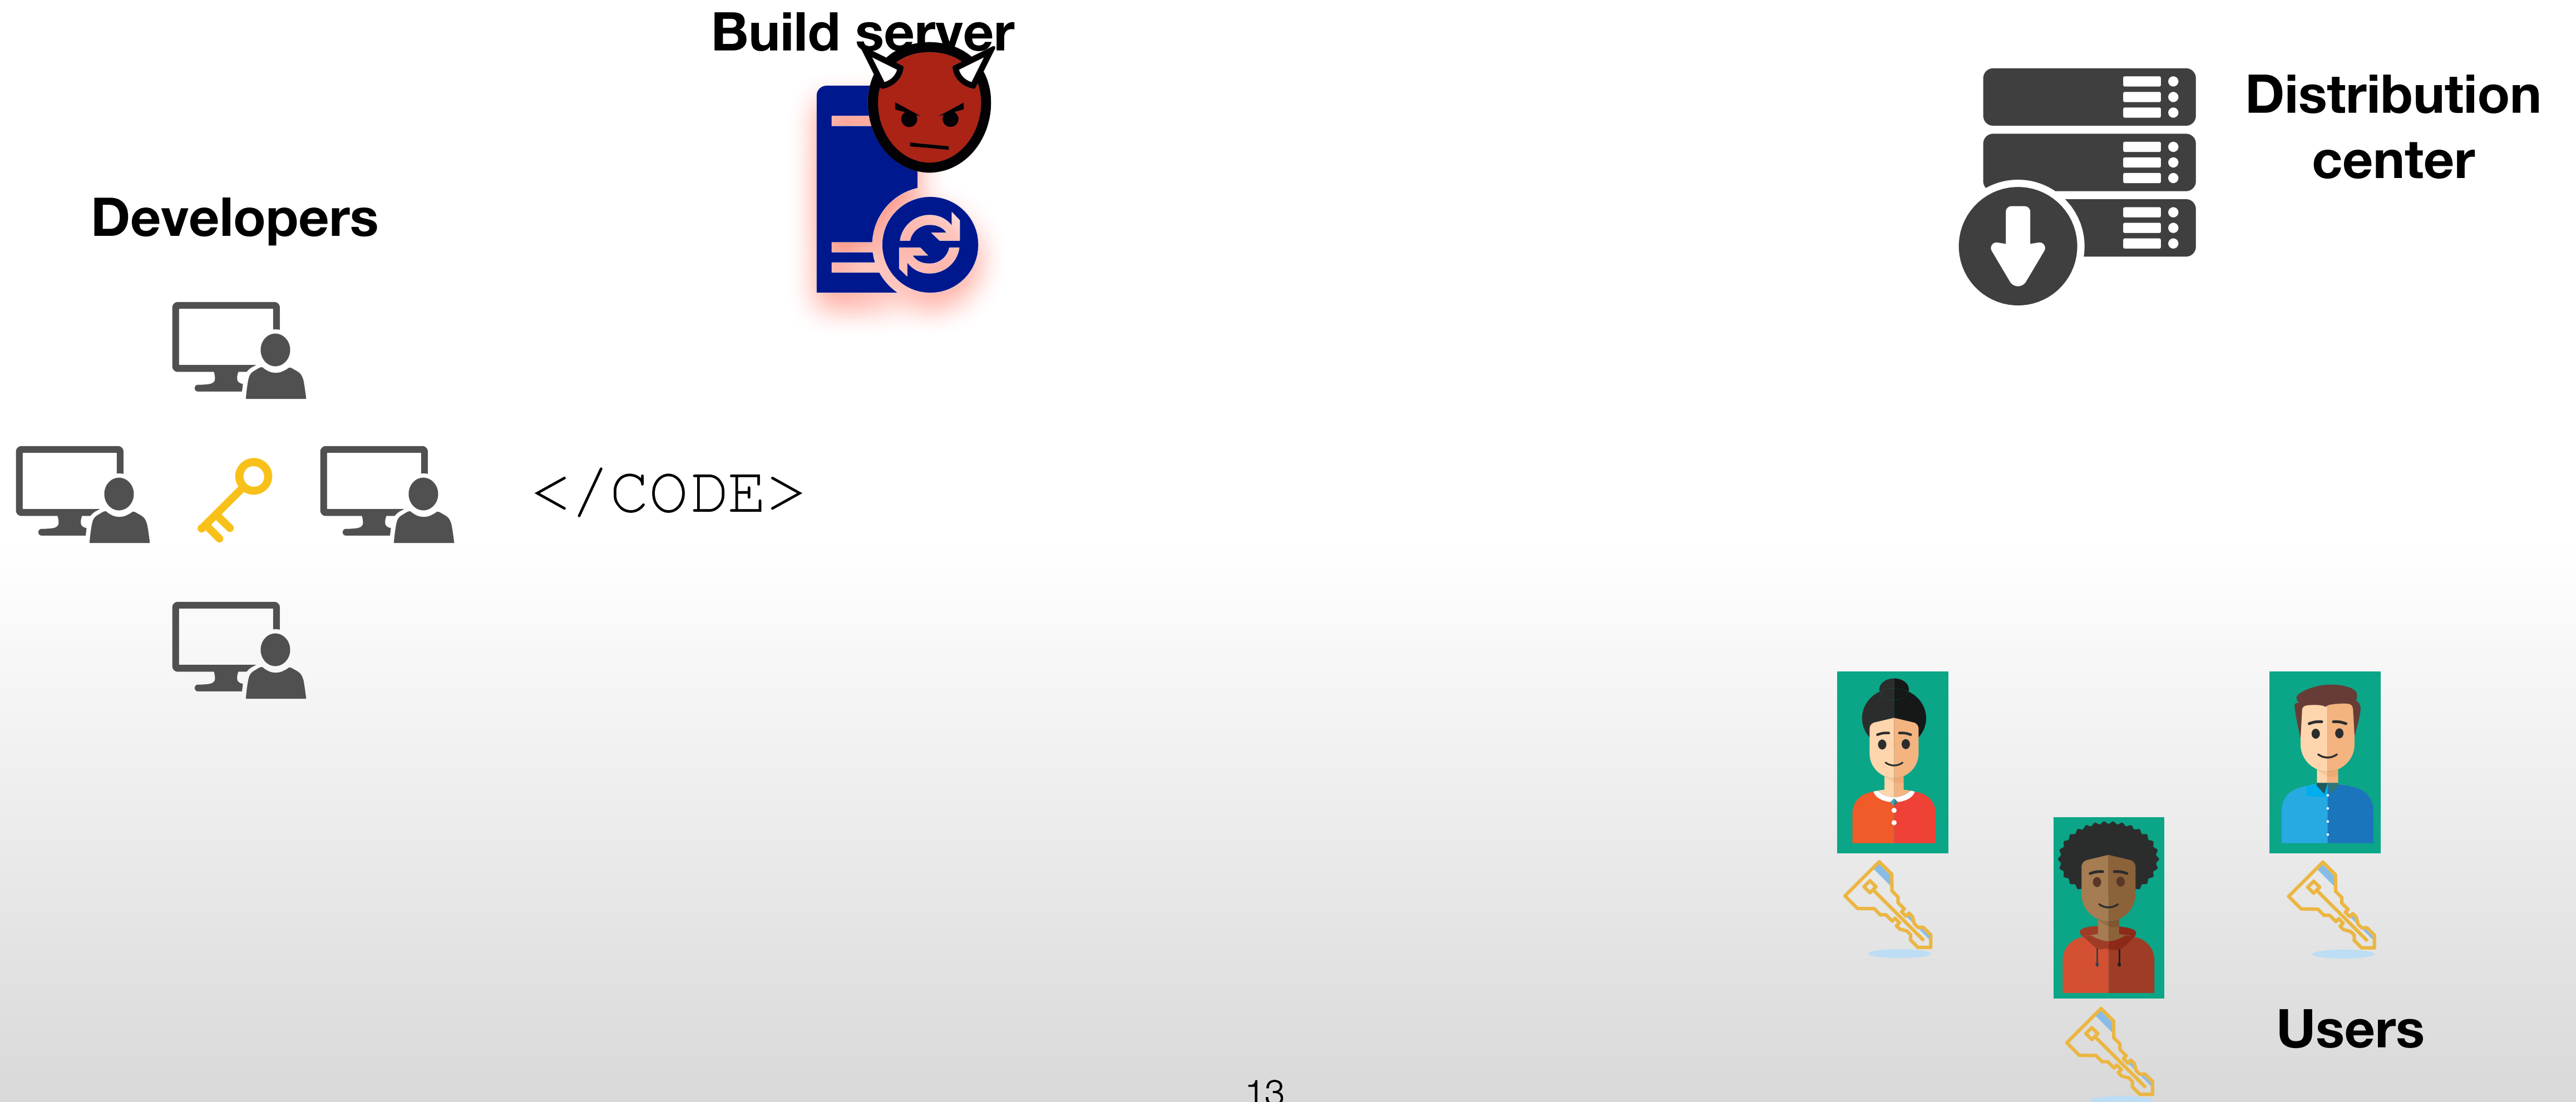 Build server
Distribution
center
Developers
</CODE>
Users
13